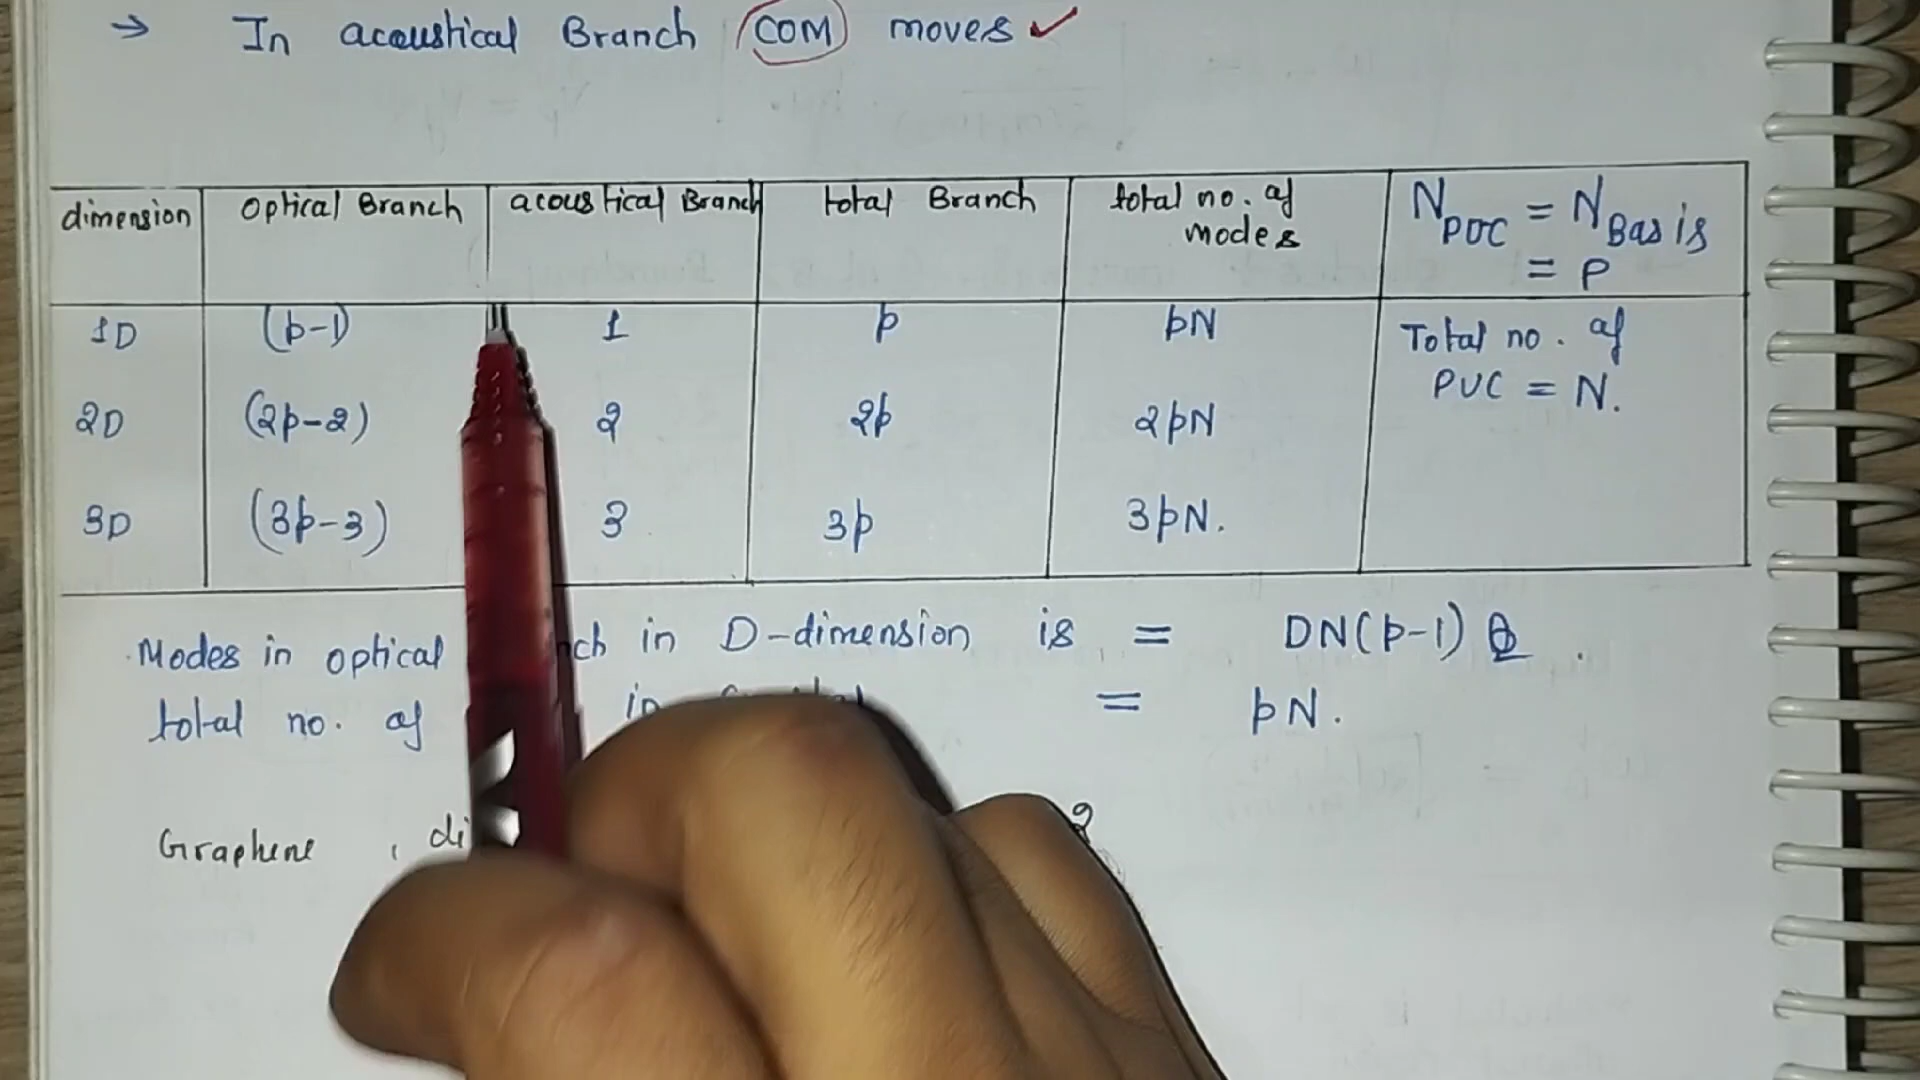 → In acoustical Branch COM moves ✓
dimension optical Branch acoustical Branch total Branch total no. of modes N_PUC = N_Basis = P
1D (p-1) 1 p pN Total no. of PUC = N.
2D (2p-2) 2 2p 2pN
3D (3p-3) 3 3p 3pN.
Modes in optical in D-dimension is = DN(p-1)
total no. of in = pN.
Graphene , 2